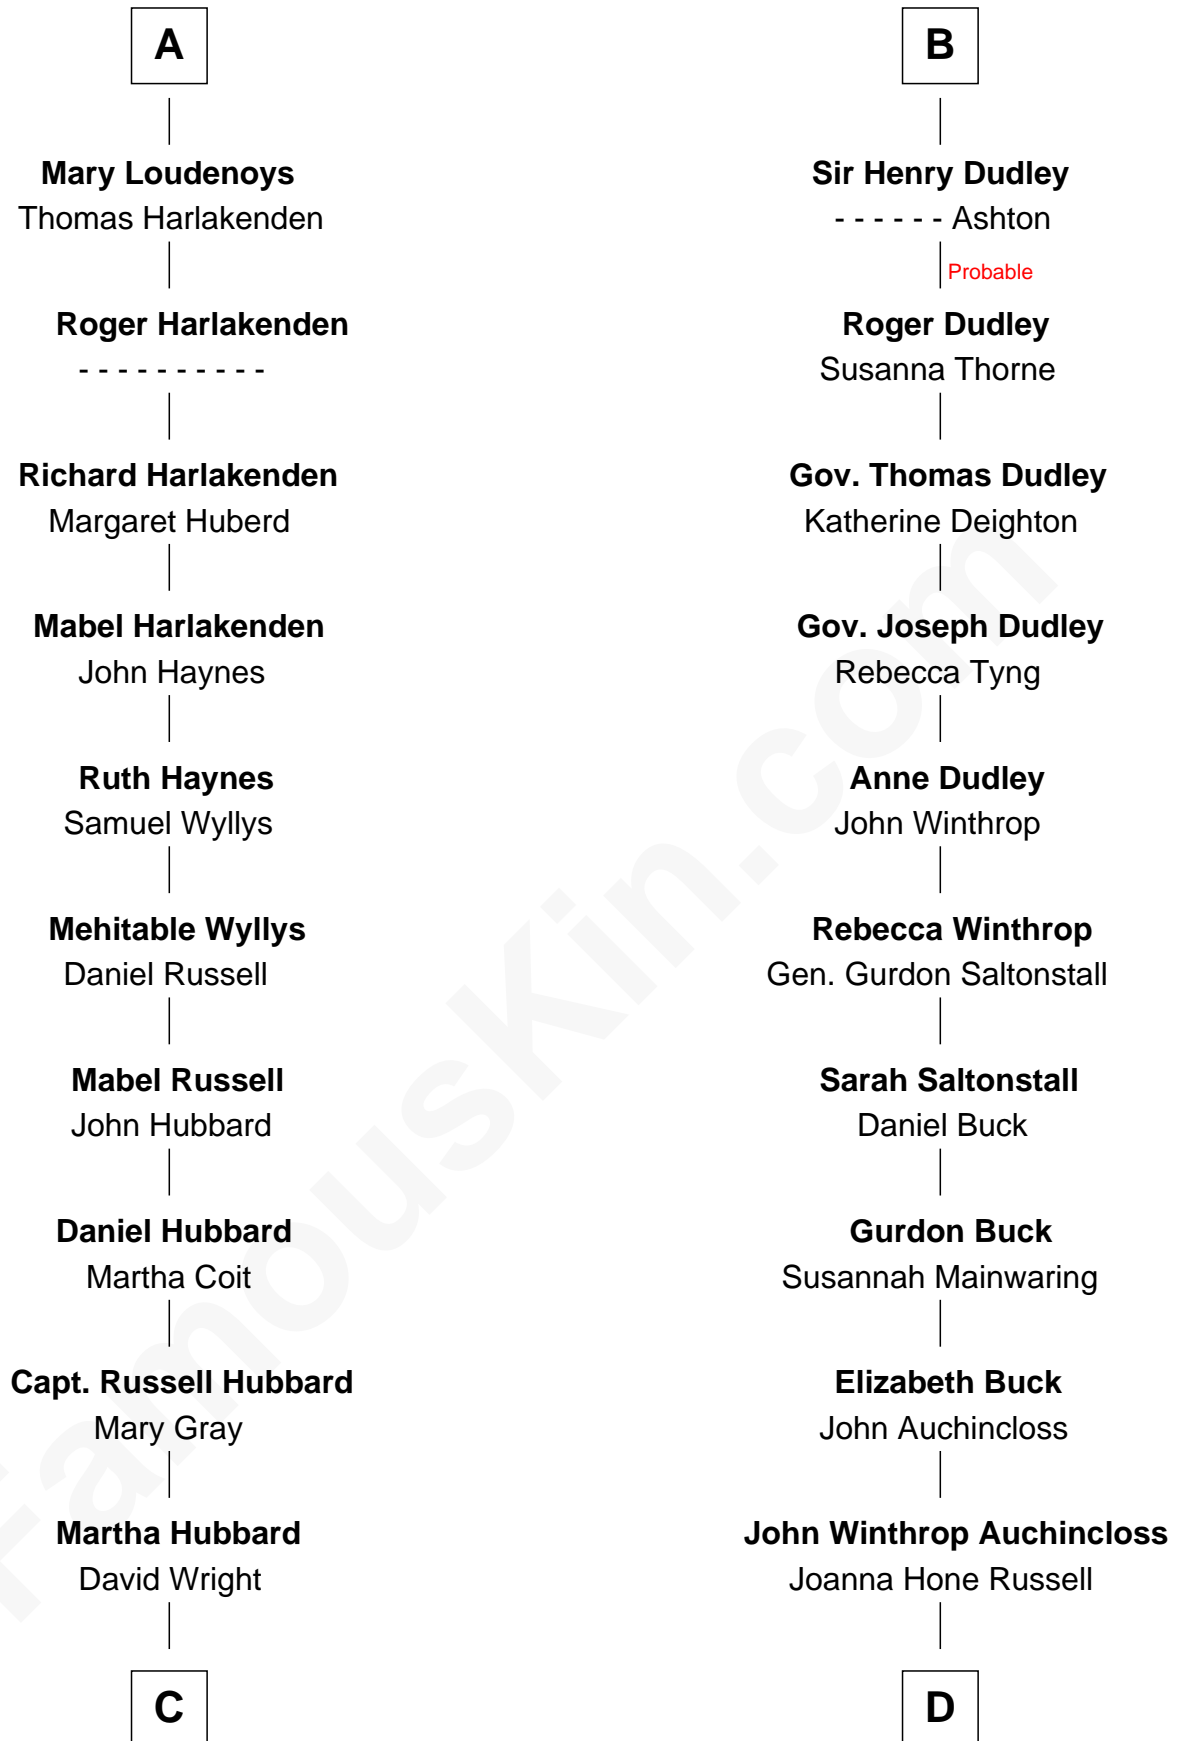 A
Mary Loudenoys
Thomas Harlakenden
Roger Harlakenden
- - - - - - - - - -
Richard Harlakenden
Margaret Huberd
Mabel Harlakenden
John Haynes
Ruth Haynes
Samuel Wyllys
Mehitable Wyllys
Daniel Russell
Mabel Russell
John Hubbard
Daniel Hubbard
Martha Coit
Capt. Russell Hubbard
Mary Gray
Martha Hubbard
David Wright
C
B
Sir Henry Dudley
- - - - - - Ashton
Probable
Roger Dudley
Susanna Thorne
Gov. Thomas Dudley
Katherine Deighton
Gov. Joseph Dudley
Rebecca Tyng
Anne Dudley
John Winthrop
Rebecca Winthrop
Gen. Gurdon Saltonstall
Sarah Saltonstall
Daniel Buck
Gurdon Buck
Susannah Mainwaring
Elizabeth Buck
John Auchincloss
John Winthrop Auchincloss
Joanna Hone Russell
D
FamousKin.com